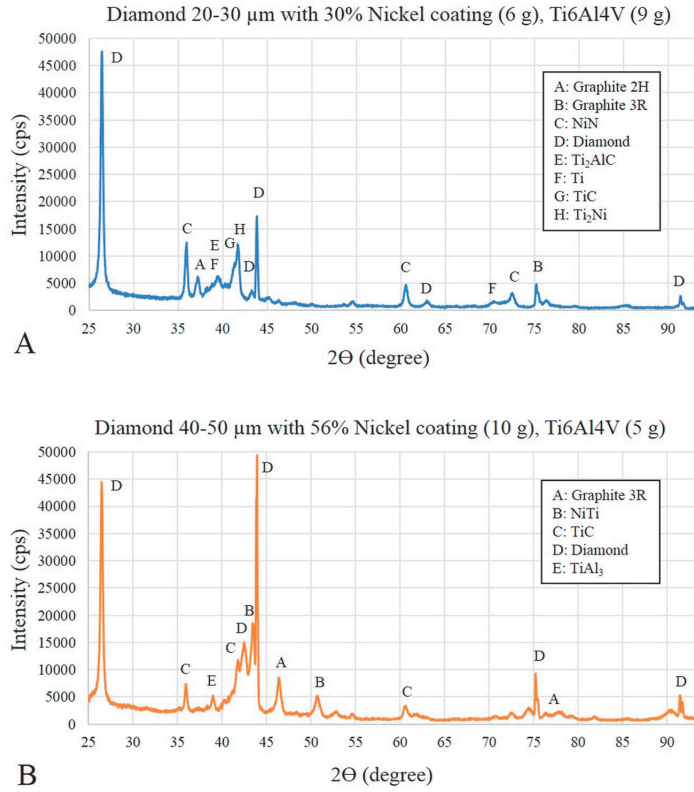 Diamond 20-30 µm with 30% Nickel coating (6 g), Ti6Al4V (9 g)
Intensity (cps)
50000
45000
40000
35000
30000
25000
20000
15000
10000
5000
0
D
C
A
E
F
G
H
D
D
C
D
F
C
B
D
A: Graphite 2H
B: Graphite 3R
C: NiN
D: Diamond
E: Ti₂AlC
F: Ti
G: TiC
H: Ti₂Ni
25 30 35 40 45 50 55 60 65 70 75 80 85 90
2Ɵ (degree)
A
Diamond 40-50 µm with 56% Nickel coating (10 g), Ti6Al4V (5 g)
Intensity (cps)
50000
45000
40000
35000
30000
25000
20000
15000
10000
5000
0
D
C
E
C
D
B
D
A
B
C
D
A
D
A: Graphite 3R
B: NiTi
C: TiC
D: Diamond
E: TiAl₃
25 30 35 40 45 50 55 60 65 70 75 80 85 90
2Ɵ (degree)
B